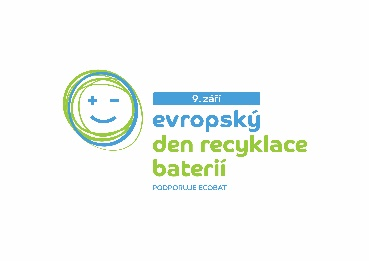 9. září
evropský
den recyklace
baterií
PODPORUJE ECOBAT